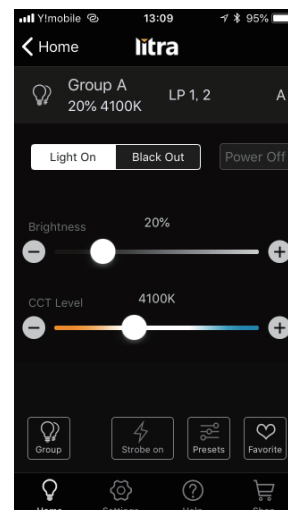 Y!mobile 13:09 95%
Home litra
Group A
20% 4100K
LP 1, 2 A
Light On Black Out Power Off
Brightness 20%
CCT Level 4100K
Group Strobe on Presets Favorite
Home Settings Help Shop